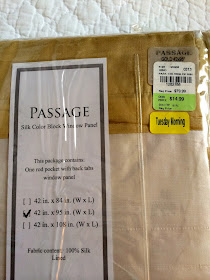 PASSAGE
Silk Color Block Window Panel
This package contains:
One rod pocket with back tabs
window panel
[ ] 42 in. x 84 in. (W x L)
[✓] 42 in. x 95 in. (W x L)
[ ] 42 in. x 108 in. (W x L)
Fabric content: 100% Silk
Lined
PASSAGE
$79.99
$14.99
Tuesday Morning